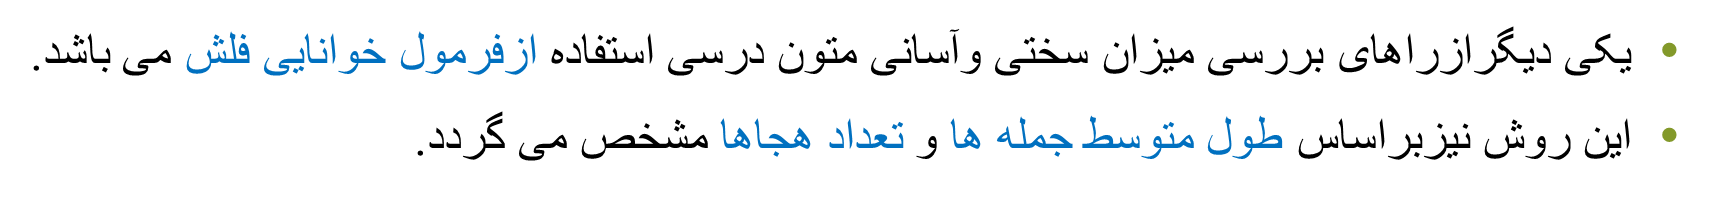 • یکی دیگرازراهای بررسی میزان سختی وآسانی متون درسی استفاده ازفرمول خوانایی فلش می باشد.
• این روش نیزبراساس طول متوسط جمله ها و تعداد هجاها مشخص می گردد.